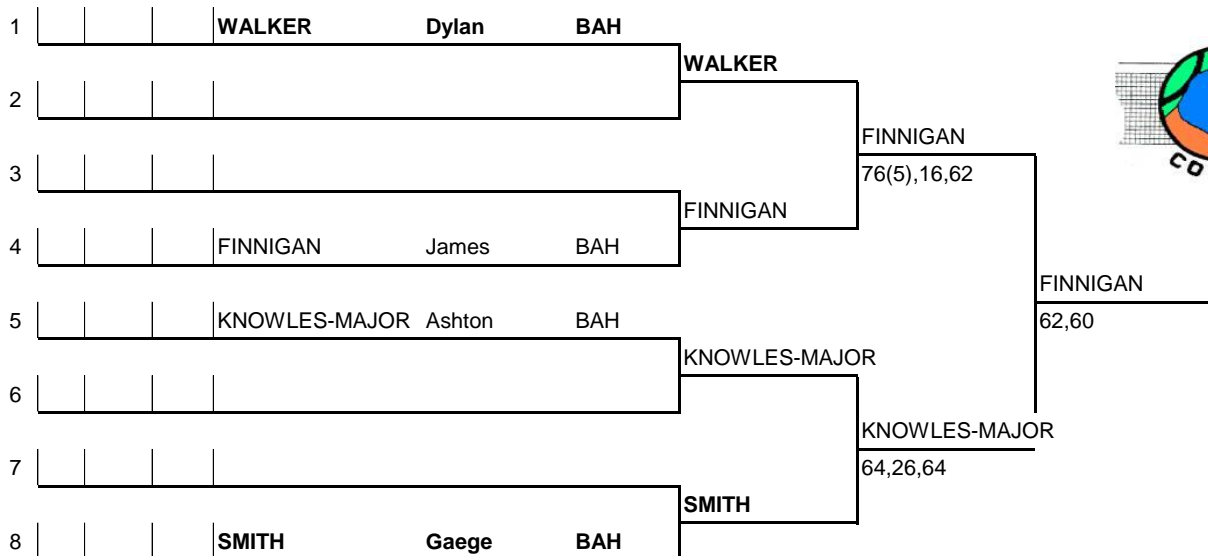 1 WALKER Dylan BAH
WALKER
2
FINNIGAN
76(5),16,62
3
FINNIGAN
4 FINNIGAN James BAH
FINNIGAN
62,60
5 KNOWLES-MAJOR Ashton BAH
KNOWLES-MAJOR
6
KNOWLES-MAJOR
64,26,64
7
SMITH
8 SMITH Gaege BAH